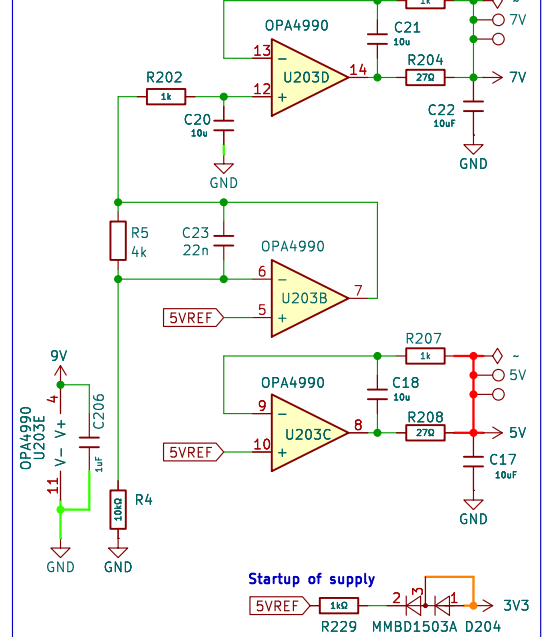 1k
~
7V
C21
10u
OPA4990
R204
27Ω
7V
13
−
U203D
14
12
+
R202
1k
C20
10u
C22
10uF
GND
GND
R5
4k
C23
22n
OPA4990
6
−
U203B
7
5VREF
5
+
R207
1k
~
5V
9V
OPA4990
C18
10u
4
OPA4990
U203E
V- V+
11
C206
1uF
9
−
U203C
8
R208
27Ω
5V
5VREF
10
+
C17
10uF
R4
10kΩ
GND
GND
GND
Startup of supply
5VREF
1kΩ
R229
2
3
1
3V3
MMBD1503A D204